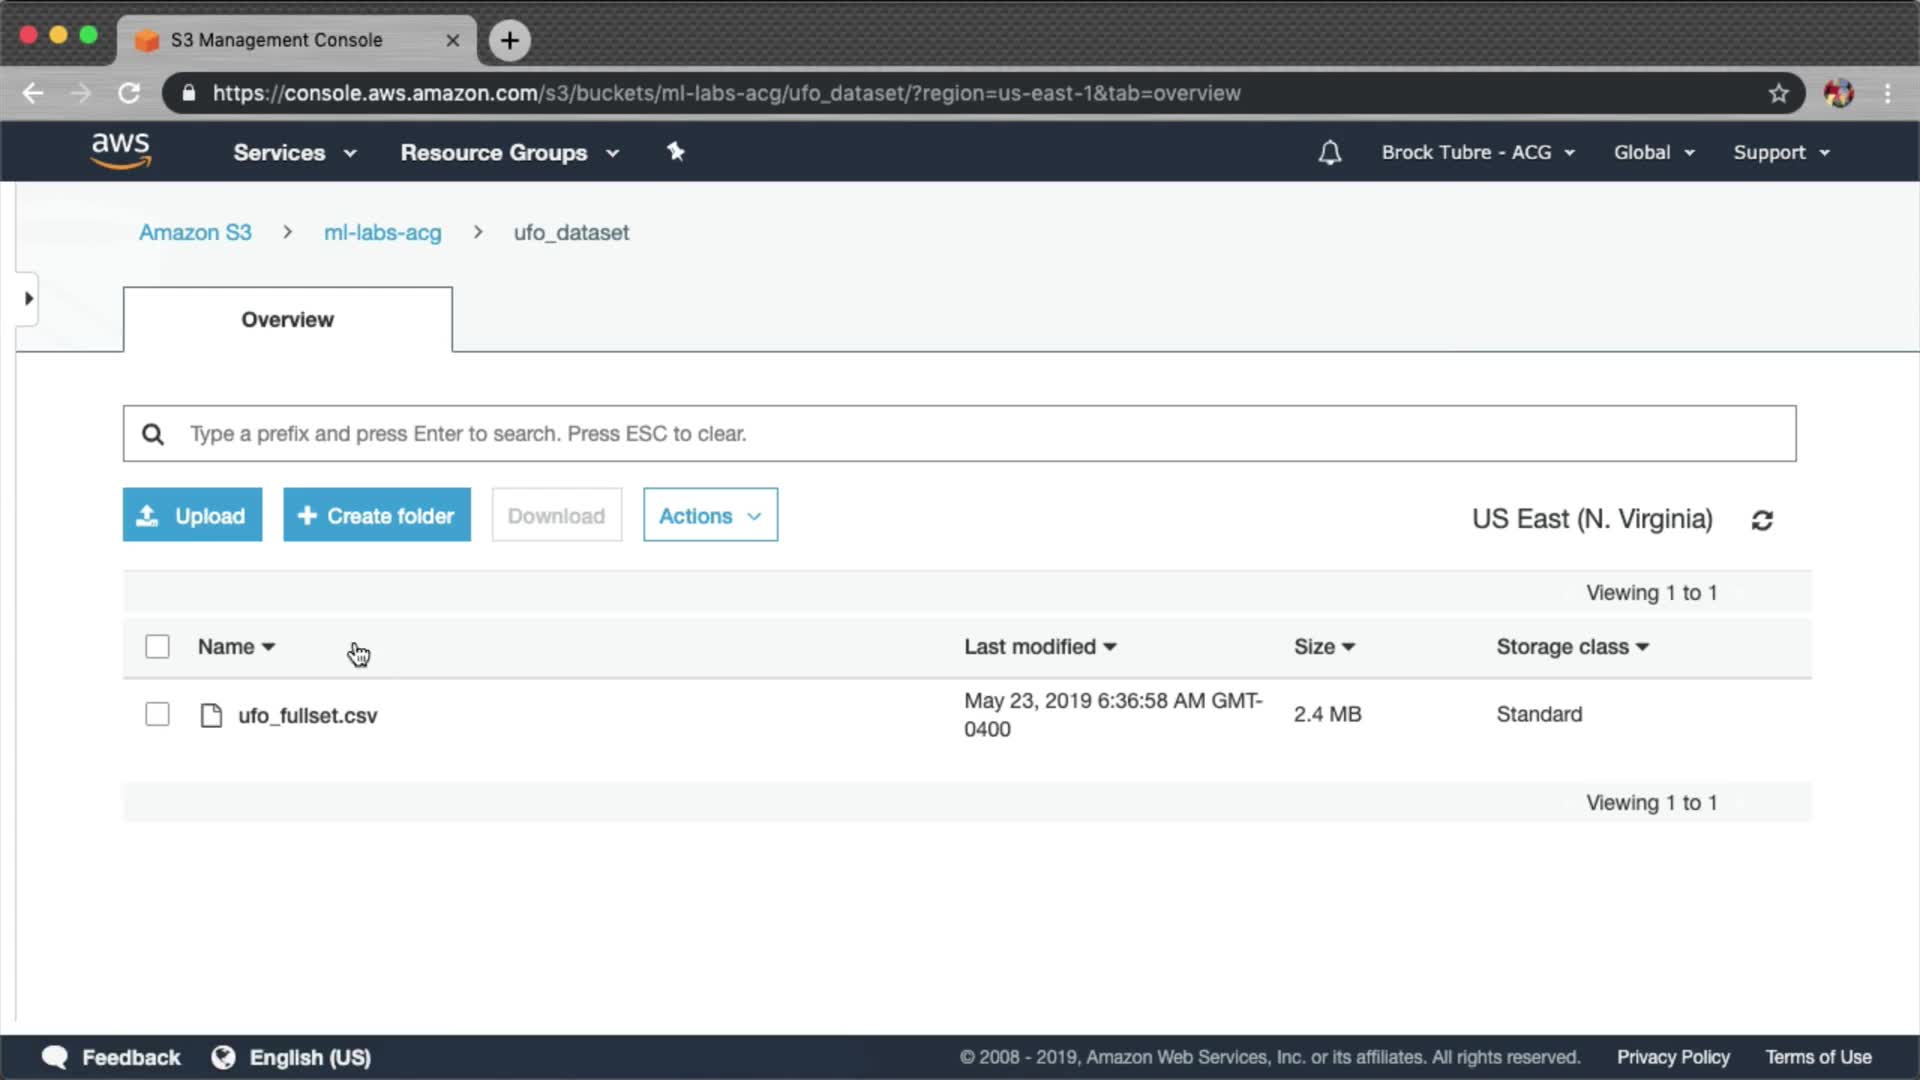 S3 Management Console
https://console.aws.amazon.com/s3/buckets/ml-labs-acg/ufo_dataset/?region=us-east-1&tab=overview
aws
Services
Resource Groups
Brock Tubre - ACG
Global
Support
Amazon S3 > ml-labs-acg > ufo_dataset
Overview
Type a prefix and press Enter to search. Press ESC to clear.
Upload
+ Create folder
Download
Actions
US East (N. Virginia)
Viewing 1 to 1
Name
Last modified
Size
Storage class
ufo_fullset.csv
May 23, 2019 6:36:58 AM GMT-
0400
2.4 MB
Standard
Viewing 1 to 1
Feedback
English (US)
© 2008 - 2019, Amazon Web Services, Inc. or its affiliates. All rights reserved.
Privacy Policy
Terms of Use